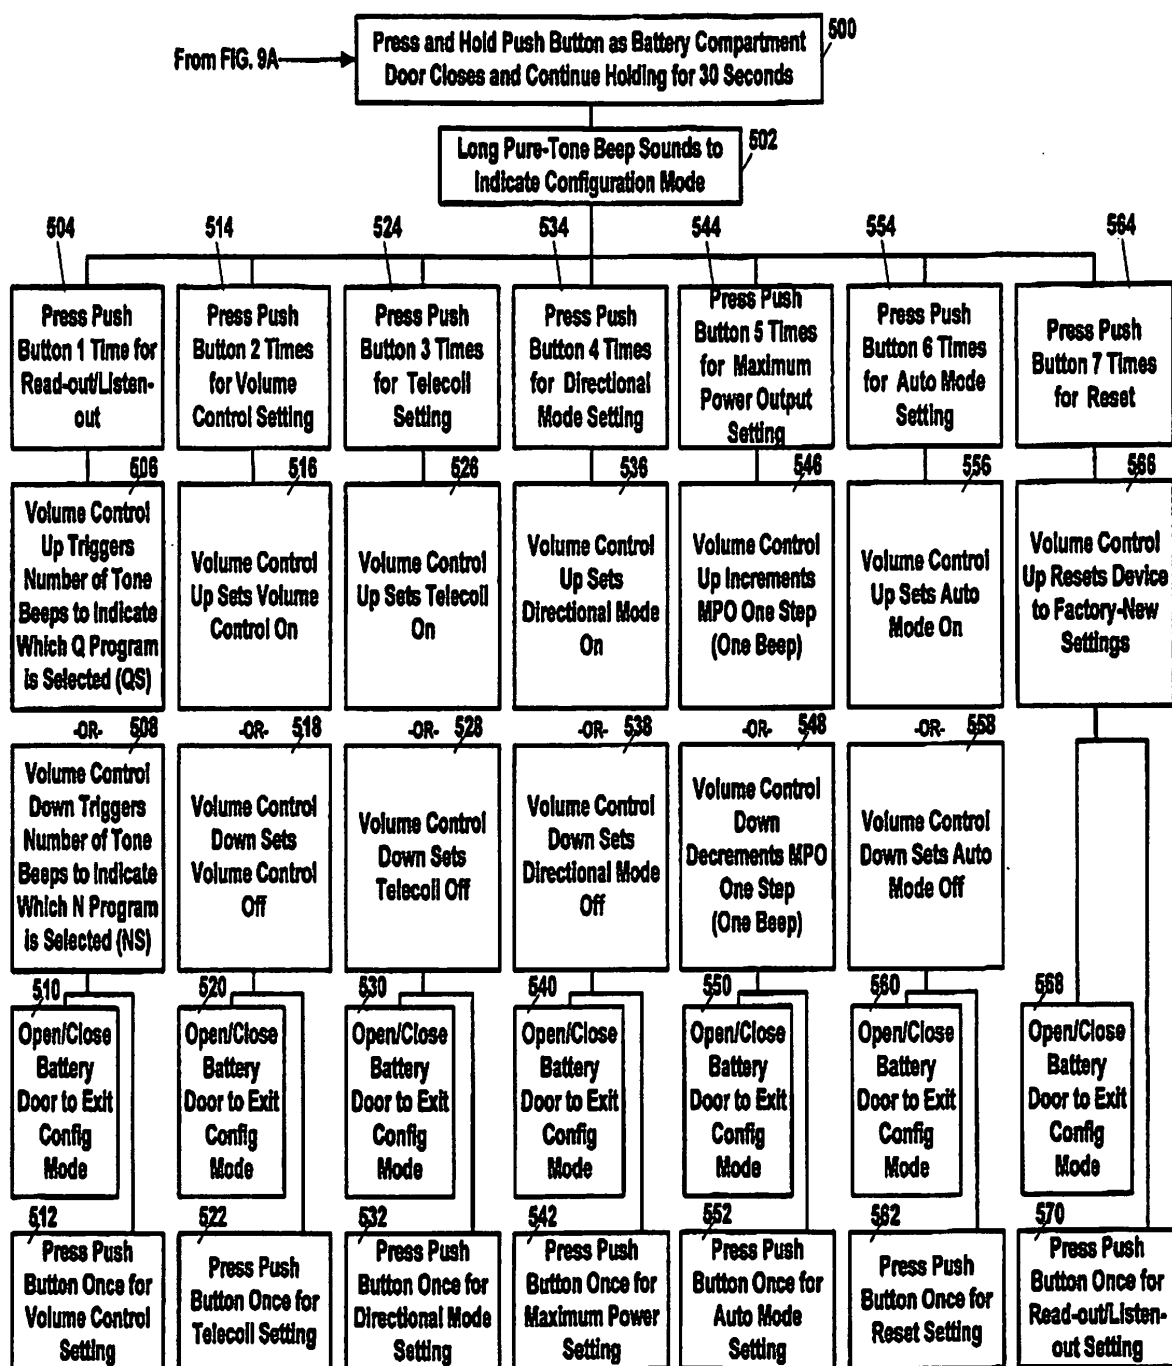 From FIG. 9A
Press and Hold Push Button as Battery Compartment
Door Closes and Continue Holding for 30 Seconds
500
Long Pure-Tone Beep Sounds to
Indicate Configuration Mode
502
504
Press Push
Button 1 Time for
Read-out/Listen-
out
506
Volume Control
Up Triggers
Number of Tone
Beeps to Indicate
Which Q Program
is Selected (QS)
-OR-
508
Volume Control
Down Triggers
Number of Tone
Beeps to Indicate
Which N Program
is Selected (NS)
510
Open/Close
Battery
Door to Exit
Config
Mode
512
Press Push
Button Once for
Volume Control
Setting
514
Press Push
Button 2 Times
for Volume
Control Setting
516
Volume Control
Up Sets Volume
Control On
-OR-
518
Volume Control
Down Sets
Volume Control
Off
520
Open/Close
Battery
Door to Exit
Config
Mode
522
Press Push
Button Once for
Telecoil Setting
524
Press Push
Button 3 Times
for Telecoil
Setting
526
Volume Control
Up Sets Telecoil
On
-OR-
528
Volume Control
Down Sets
Telecoil Off
530
Open/Close
Battery
Door to Exit
Config
Mode
532
Press Push
Button Once for
Directional Mode
Setting
534
Press Push
Button 4 Times
for Directional
Mode Setting
536
Volume Control
Up Sets
Directional Mode
On
-OR-
538
Volume Control
Down Sets
Directional Mode
Off
540
Open/Close
Battery
Door to Exit
Config
Mode
542
Press Push
Button Once for
Maximum Power
Setting
544
Press Push
Button 5 Times
for Maximum
Power Output
Setting
546
Volume Control
Up Increments
MPO One Step
(One Beep)
-OR-
548
Volume Control
Down
Decrements MPO
One Step
(One Beep)
550
Open/Close
Battery
Door to Exit
Config
Mode
552
Press Push
Button Once for
Auto Mode
Setting
554
Press Push
Button 6 Times
for Auto Mode
Setting
556
Volume Control
Up Sets Auto
Mode On
-OR-
558
Volume Control
Down Sets Auto
Mode Off
560
Open/Close
Battery
Door to Exit
Config
Mode
562
Press Push
Button Once for
Reset Setting
564
Press Push
Button 7 Times
for Reset
566
Volume Control
Up Resets Device
to Factory-New
Settings
568
Open/Close
Battery
Door to Exit
Config
Mode
570
Press Push
Button Once for
Read-out/Listen-
out Setting